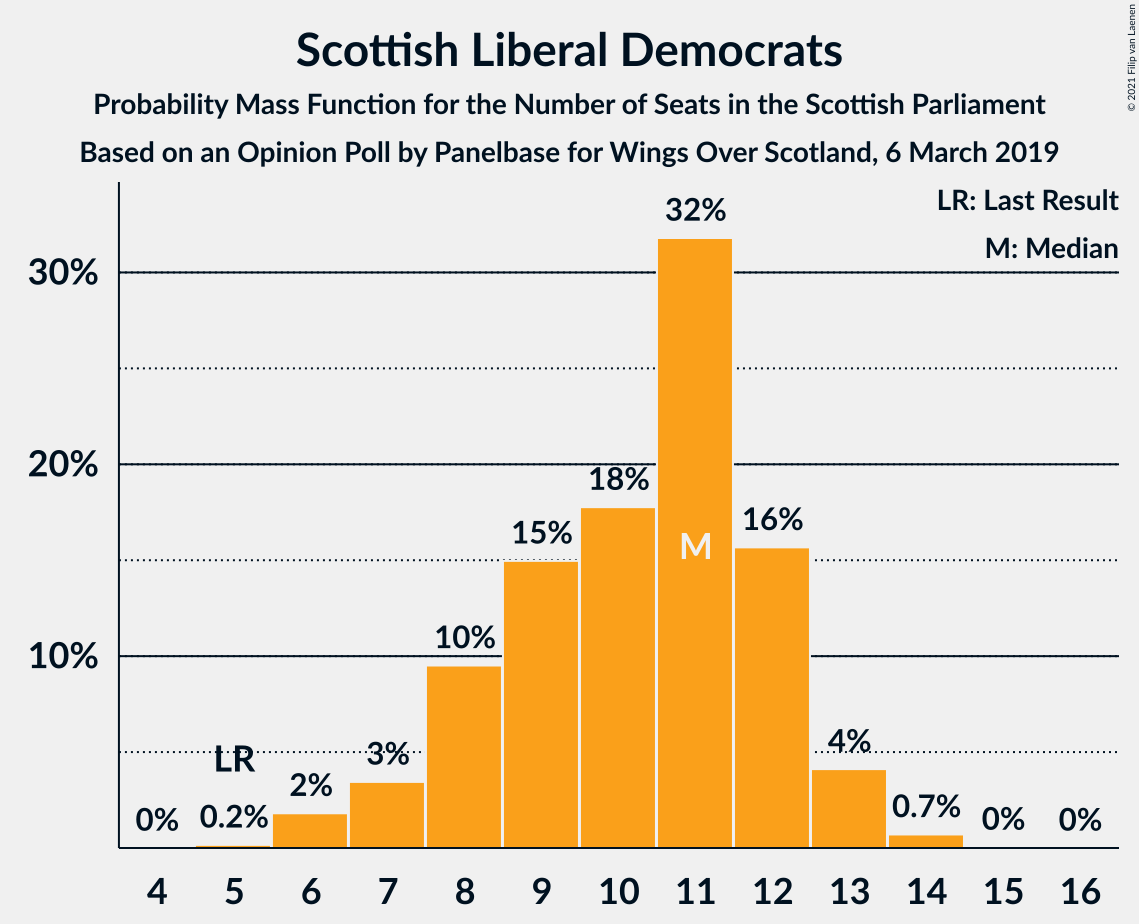 Scottish Liberal Democrats
Probability Mass Function for the Number of Seats in the Scottish Parliament
Based on an Opinion Poll by Panelbase for Wings Over Scotland, 6 March 2019
© 2021 Filip van Laenen
LR: Last Result
M: Median
30%
20%
10%
0%
LR
0.2%
2%
3%
10%
15%
18%
32%
M
16%
4%
0.7%
0%
0%
4 5 6 7 8 9 10 11 12 13 14 15 16